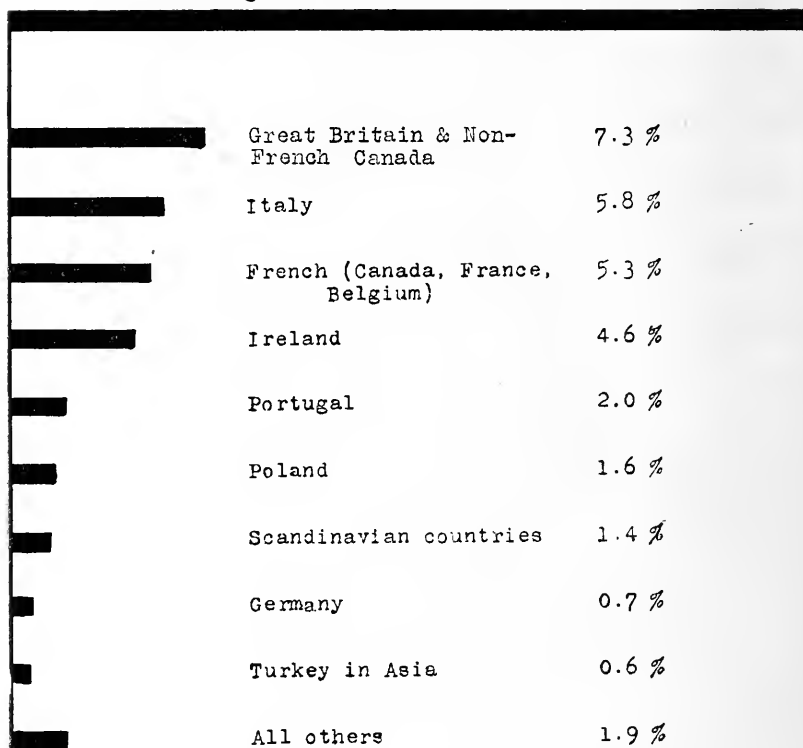 Great Britain & Non- 7.3 %
French Canada
Italy 5.8 %
French (Canada, France, 5.3 %
Belgium)
Ireland 4.6 %
Portugal 2.0 %
Poland 1.6 %
Scandinavian countries 1.4 %
Germany 0.7 %
Turkey in Asia 0.6 %
All others 1.9 %